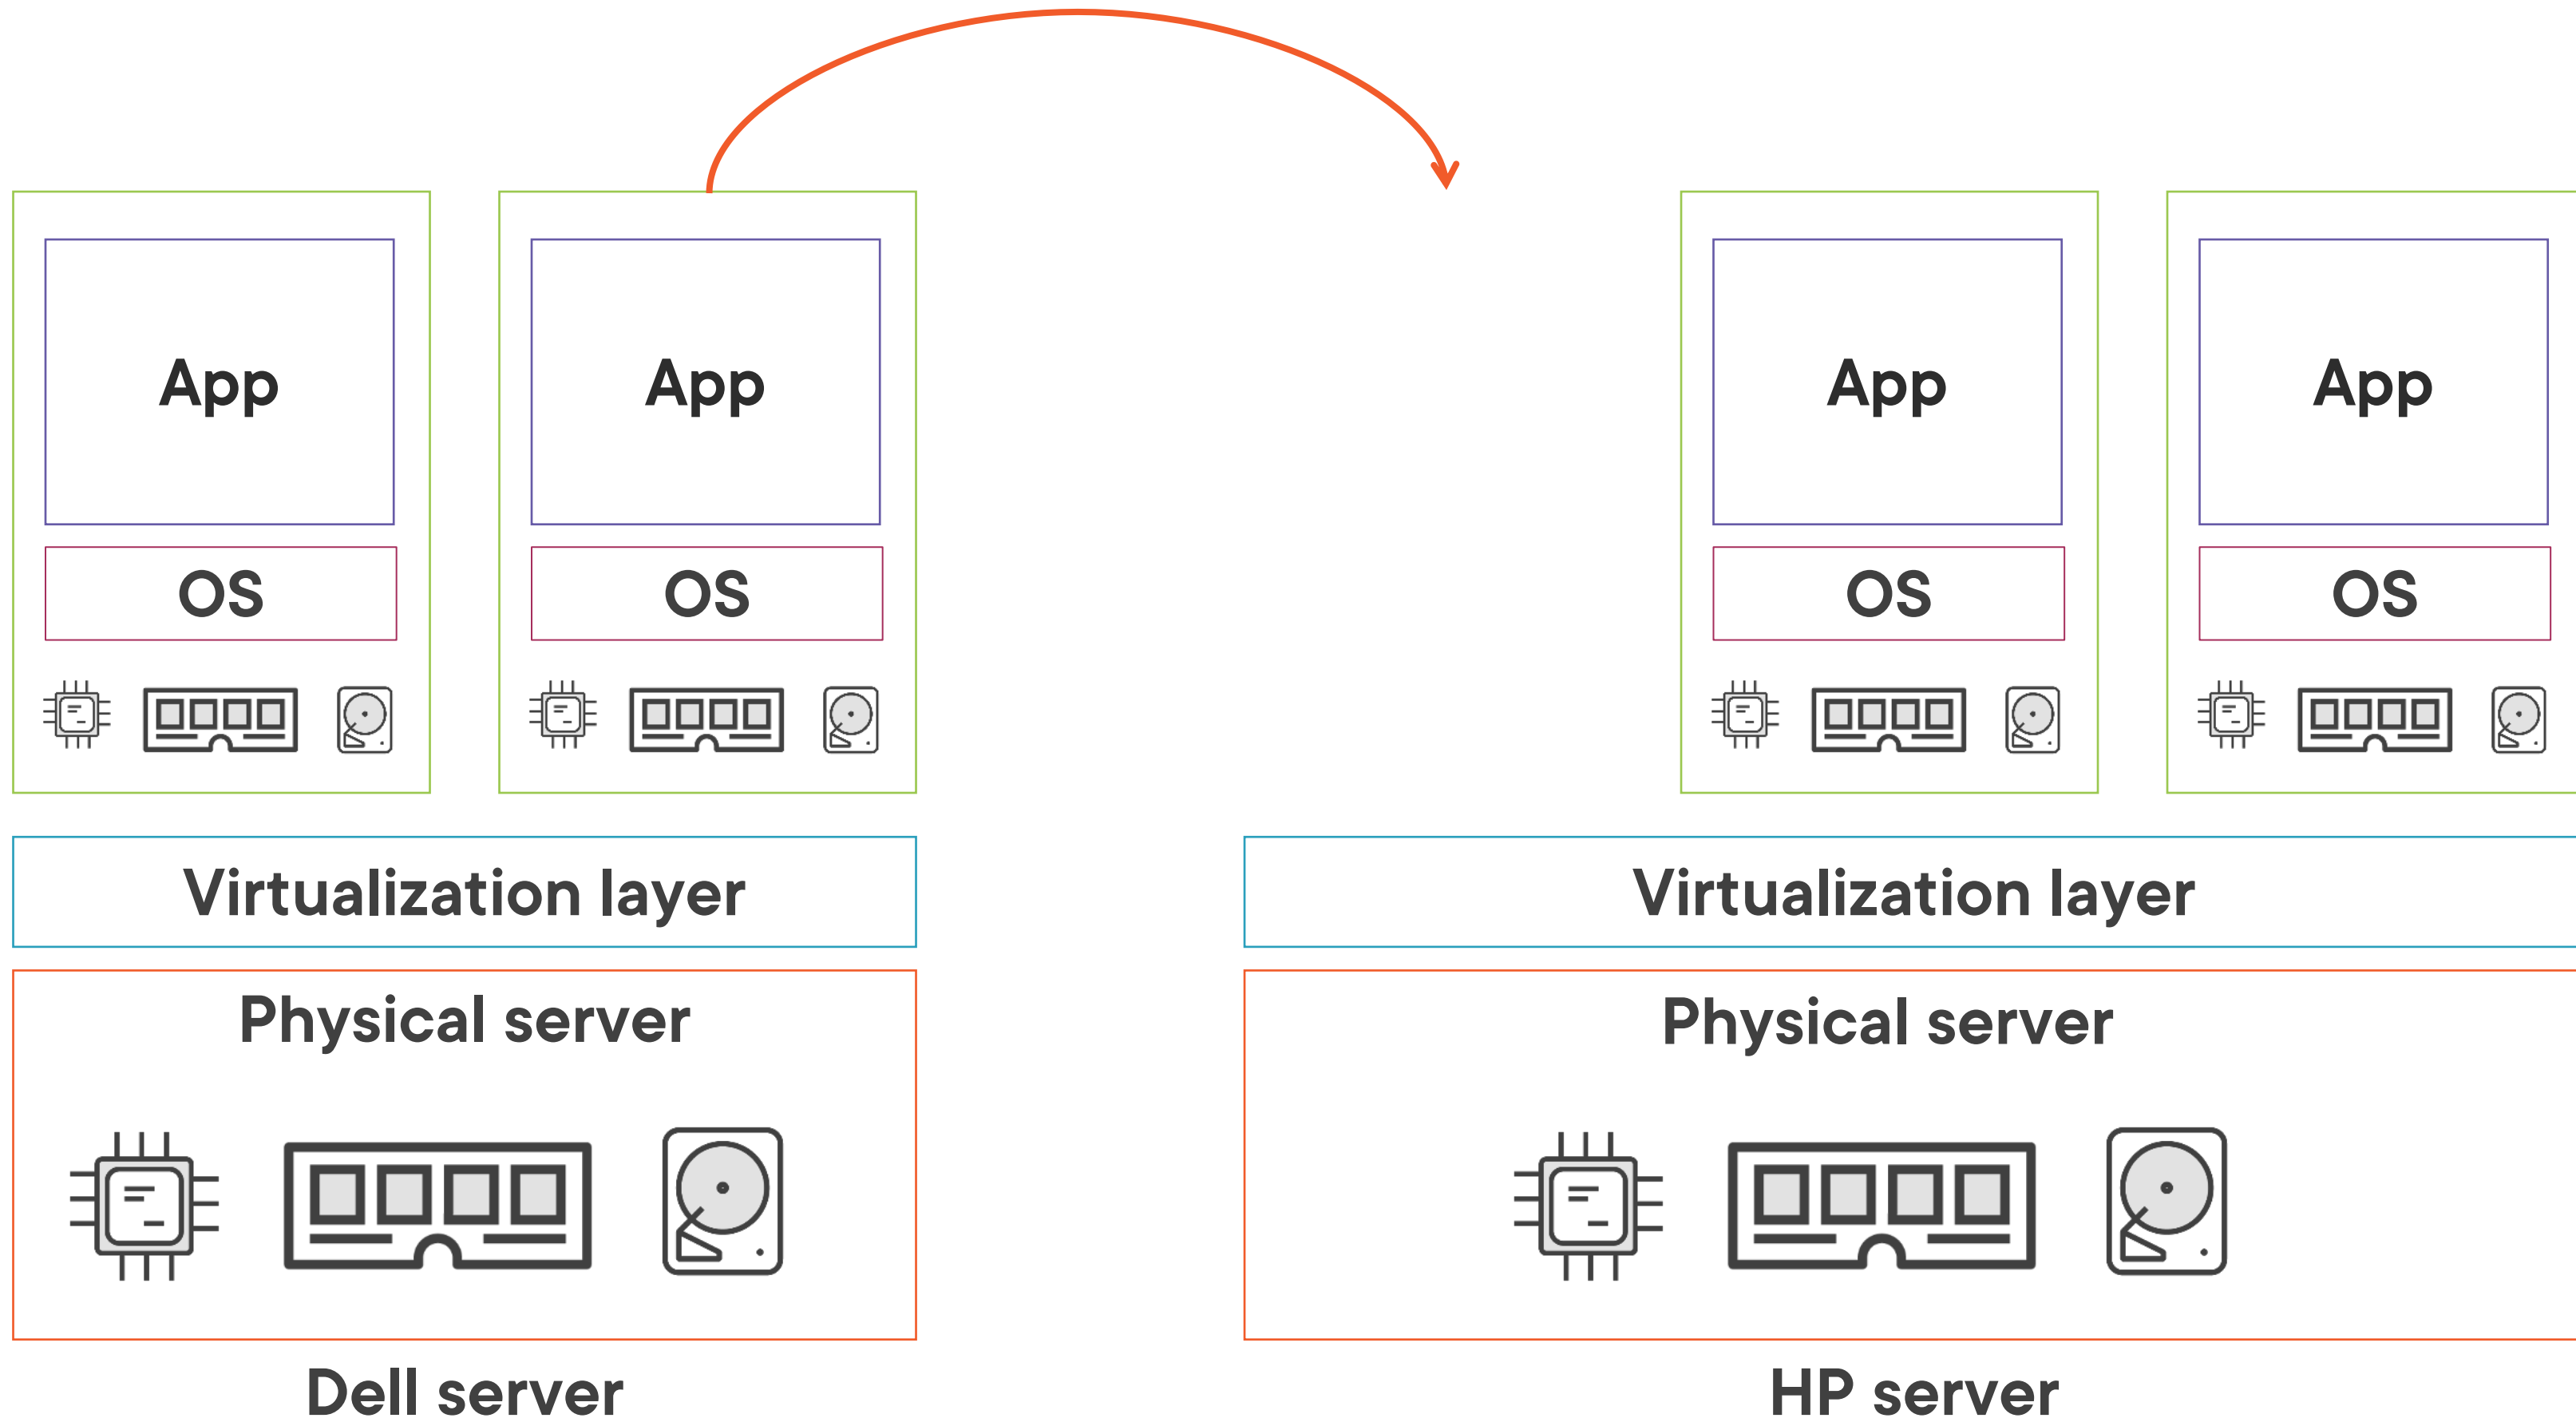 App
App
App
App
OS
OS
OS
OS
Virtualization layer
Virtualization layer
Physical server
Physical server
Dell server
HP server